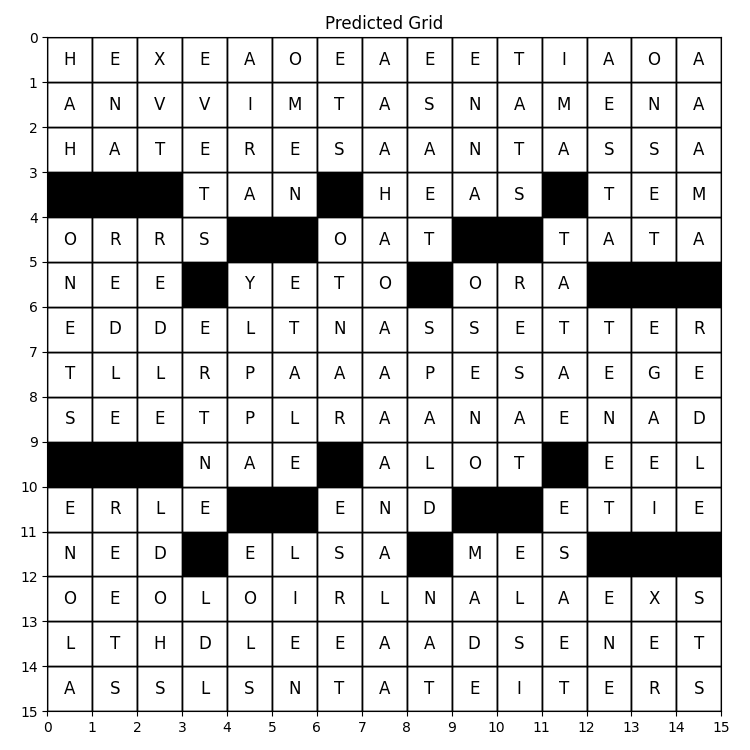 Predicted Grid
0 H E X E A O E A E E T I A O A
1 A N V V I M T A S N A M E N A
2 H A T E R E S A A N T A S S A
3 T A N H E A S T E M
4 O R R S O A T T A T A
5 N E E Y E T O O R A
6 E D D E L T N A S S E T T E R
7 T L L R P A A A P E S A E G E
8 S E E T P L R A A N A E N A D
9 N A E A L O T E E L
10 E R L E E N D E T I E
11 N E D E L S A M E S
12 O E O L O I R L N A L A E X S
13 L T H D L E E A A D S E N E T
14 A S S L S N T A T E I T E R S
15
0 1 2 3 4 5 6 7 8 9 10 11 12 13 14 15